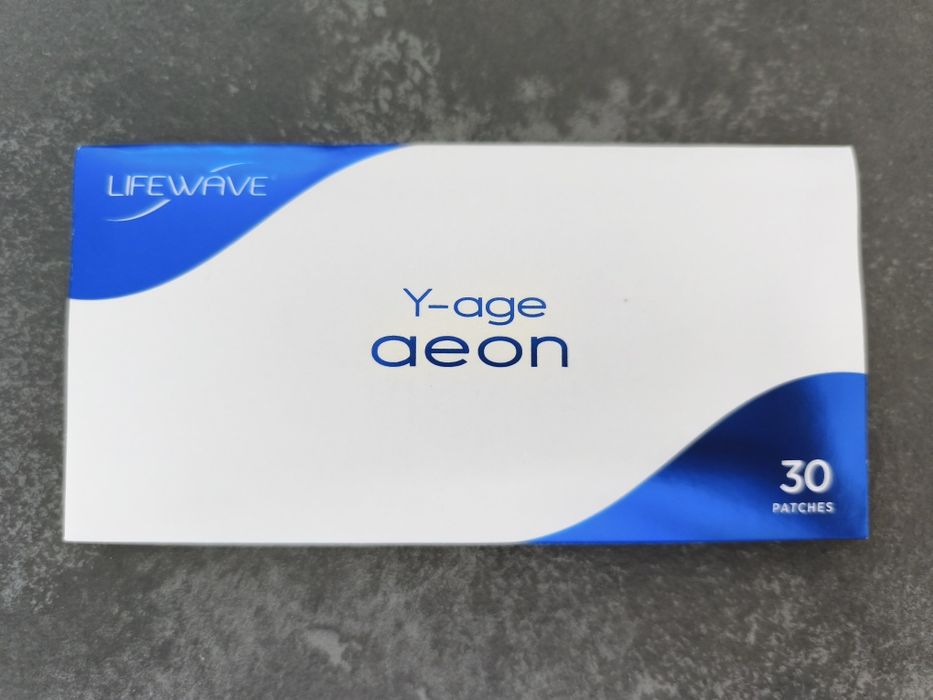 LIFEWAVE
Y-age
aeon
30
PATCHES